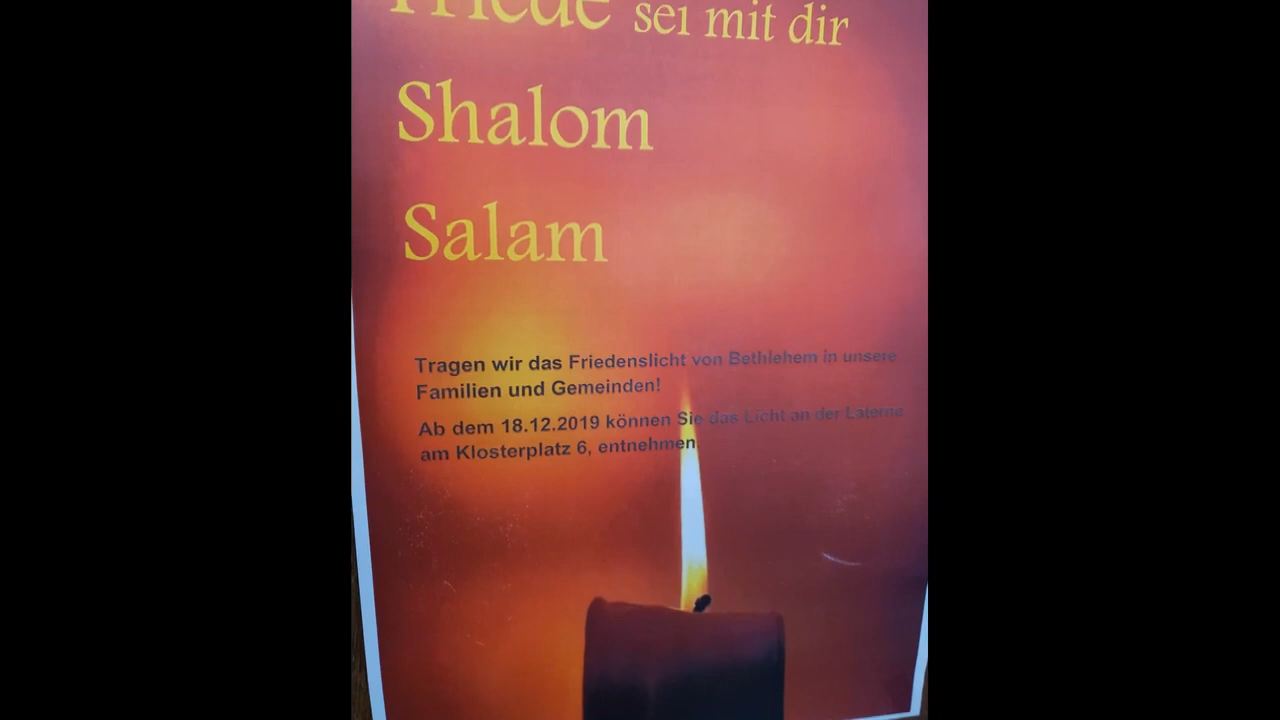 Friede sei mit dir
Shalom
Salam
Tragen wir das Friedenslicht von Bethlehem in unsere
Familien und Gemeinden!
Ab dem 18.12.2019 können Sie das Licht an der Laterne
am Klosterplatz 6, entnehmen